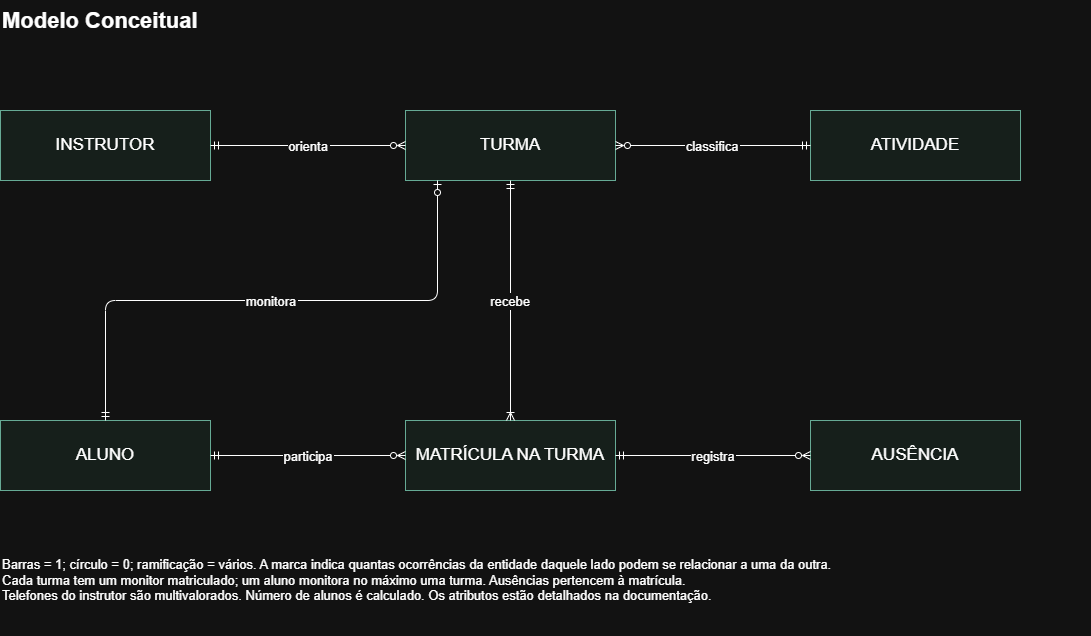 Modelo Conceitual
INSTRUTOR
orienta
TURMA
classifica
ATIVIDADE
monitora
recebe
ALUNO
participa
MATRÍCULA NA TURMA
registra
AUSÊNCIA
Barras = 1; círculo = 0; ramificação = vários. A marca indica quantas ocorrências da entidade daquele lado podem se relacionar a uma da outra.
Cada turma tem um monitor matriculado; um aluno monitora no máximo uma turma. Ausências pertencem à matrícula.
Telefones do instrutor são multivalorados. Número de alunos é calculado. Os atributos estão detalhados na documentação.